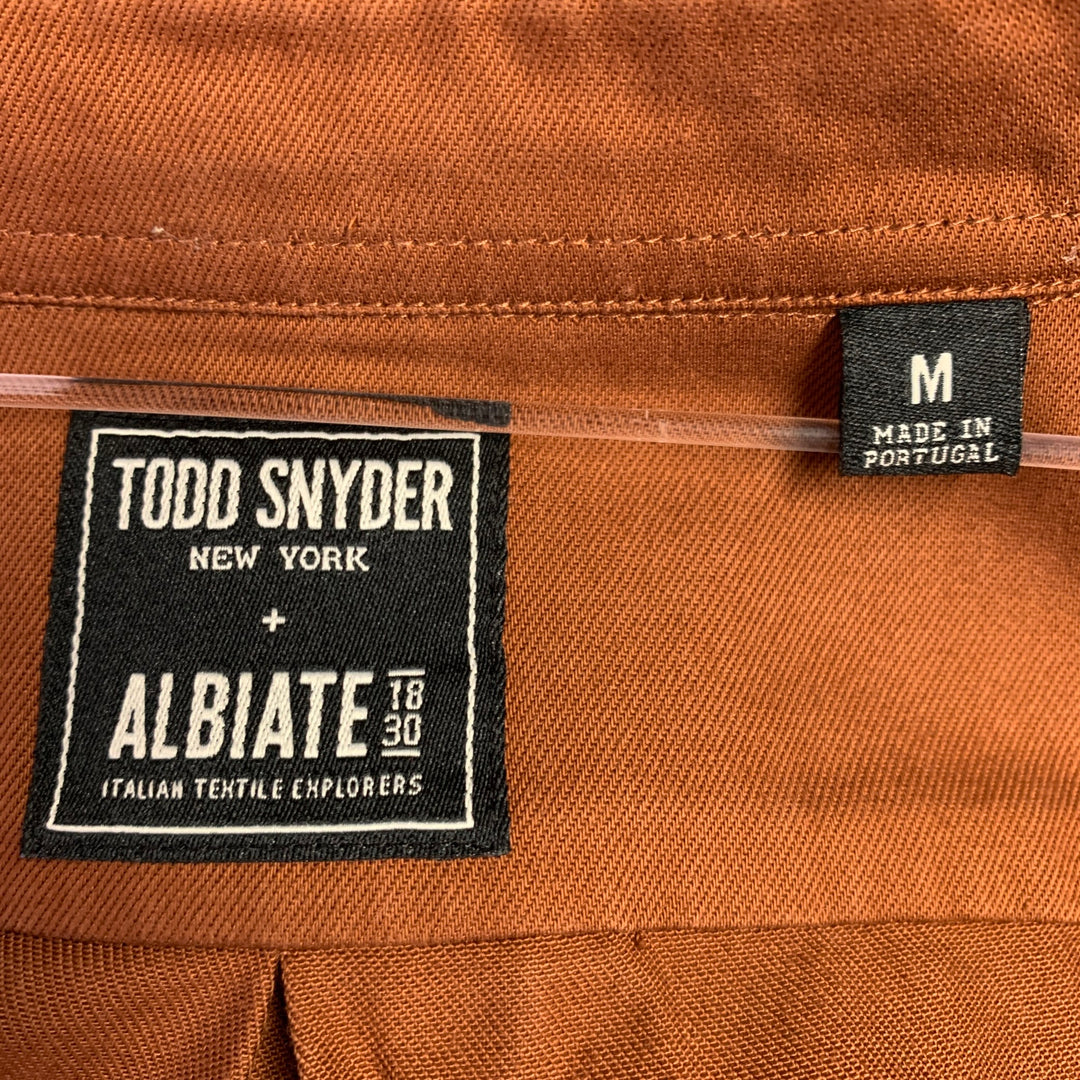 TODD SNYDER
NEW YORK
+
ALBIATE 18
30
ITALIAN TEXTILE EXPLORERS
M
MADE IN
PORTUGAL